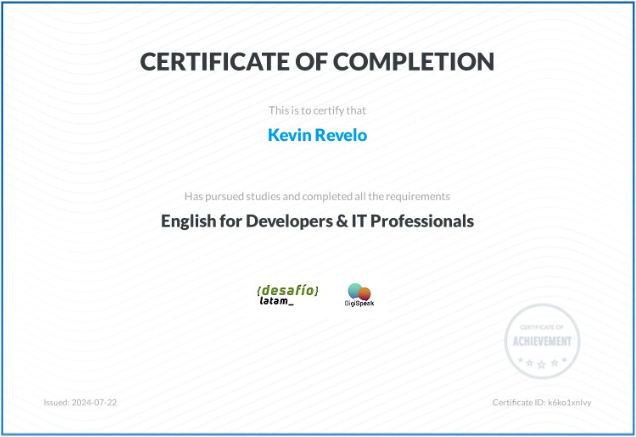 CERTIFICATE OF COMPLETION
This is to certify that
Kevin Revelo
Has pursued studies and completed all the requirements
English for Developers & IT Professionals
{desafío}
latam_
DigiSpeak
CERTIFICATE OF
ACHIEVEMENT
Issued: 2024-07-22
Certificate ID: k6ko1xnlvy